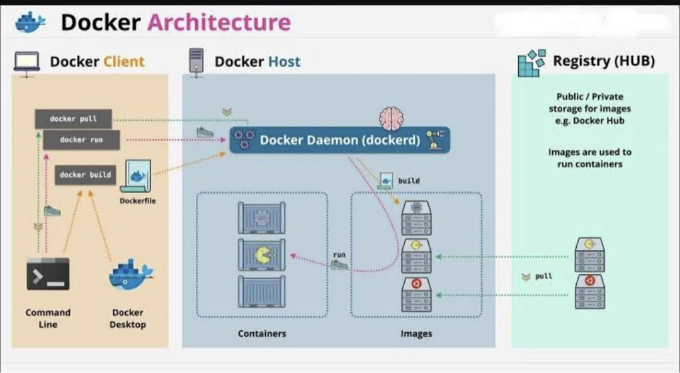 Docker Architecture
Docker Client
docker pull
docker run
docker build
Dockerfile
Command
Line
Docker
Desktop
Docker Host
Docker Daemon (dockerd)
build
run
Containers
Images
Registry (HUB)
Public / Private
storage for images
e.g. Docker Hub
Images are used to
run containers
pull